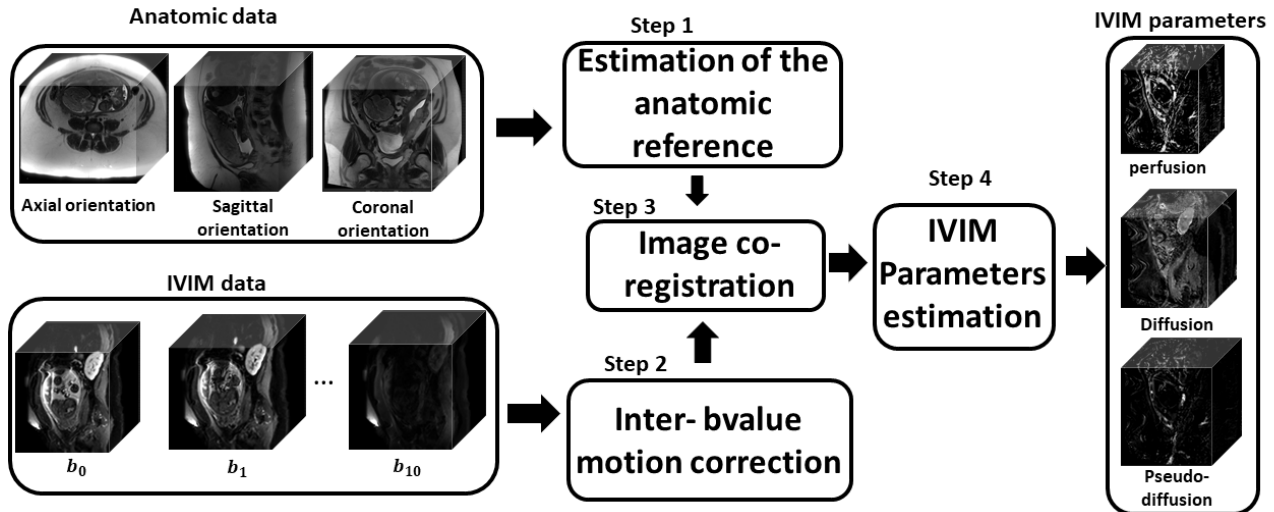 Anatomic data
Axial orientation
Sagittal
orientation
Coronal
orientation
IVIM data
b₀
b₁
...
b₁₀
Step 1
Estimation of the
anatomic
reference
Step 3
Image co-
registration
Step 2
Inter- bvalue
motion correction
Step 4
IVIM
Parameters
estimation
IVIM parameters
perfusion
Diffusion
Pseudo-
diffusion